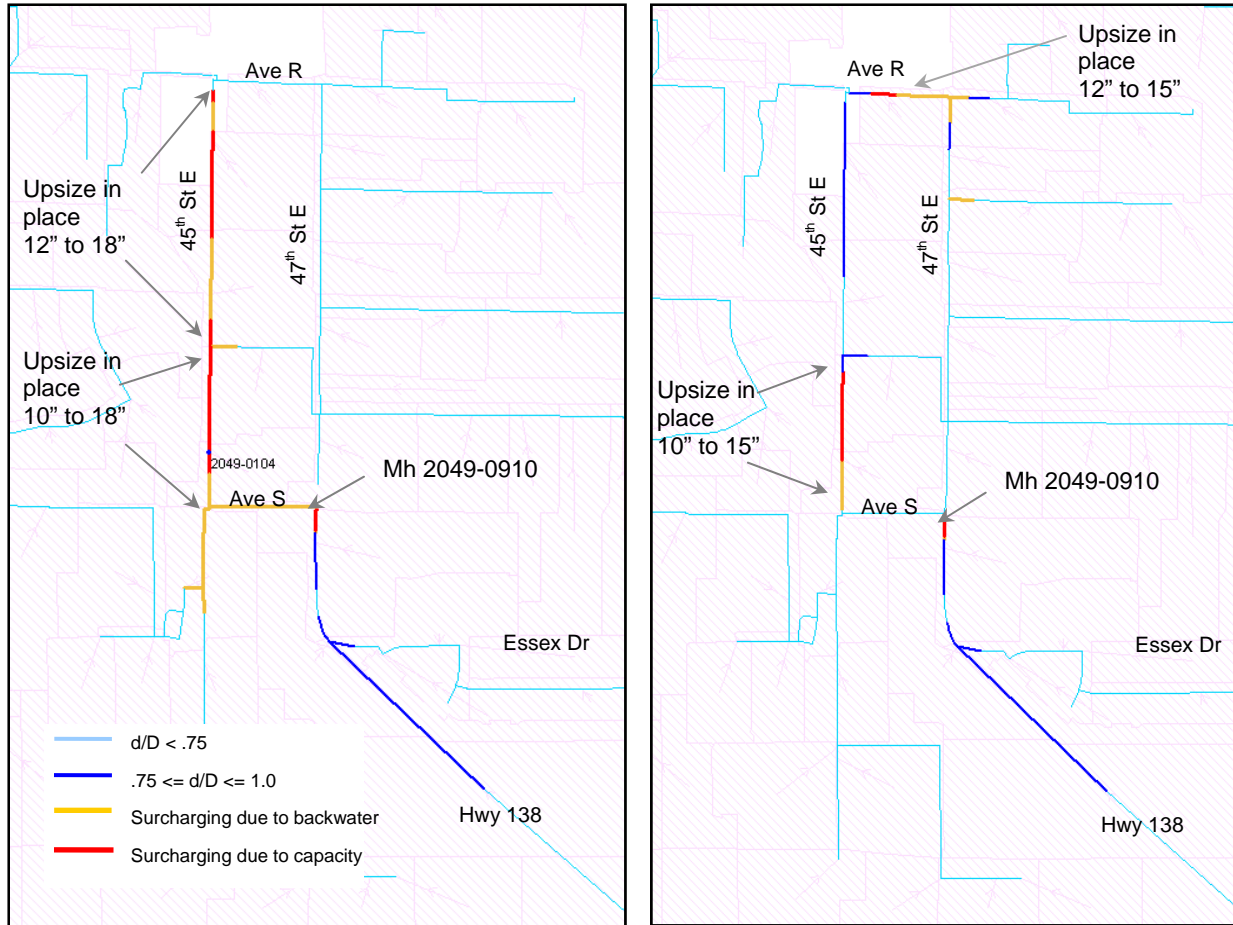 Ave R
Upsize in
place
12” to 18”
45th St E
47th St E
Upsize in
place
10” to 18”
2049-0104
Ave S
Mh 2049-0910
Essex Dr
d/D < .75
.75 <= d/D <= 1.0
Surcharging due to backwater
Surcharging due to capacity
Hwy 138
Upsize in
place
12” to 15”
Ave R
45th St E
47th St E
Upsize in
place
10” to 15”
Mh 2049-0910
Ave S
Essex Dr
Hwy 138